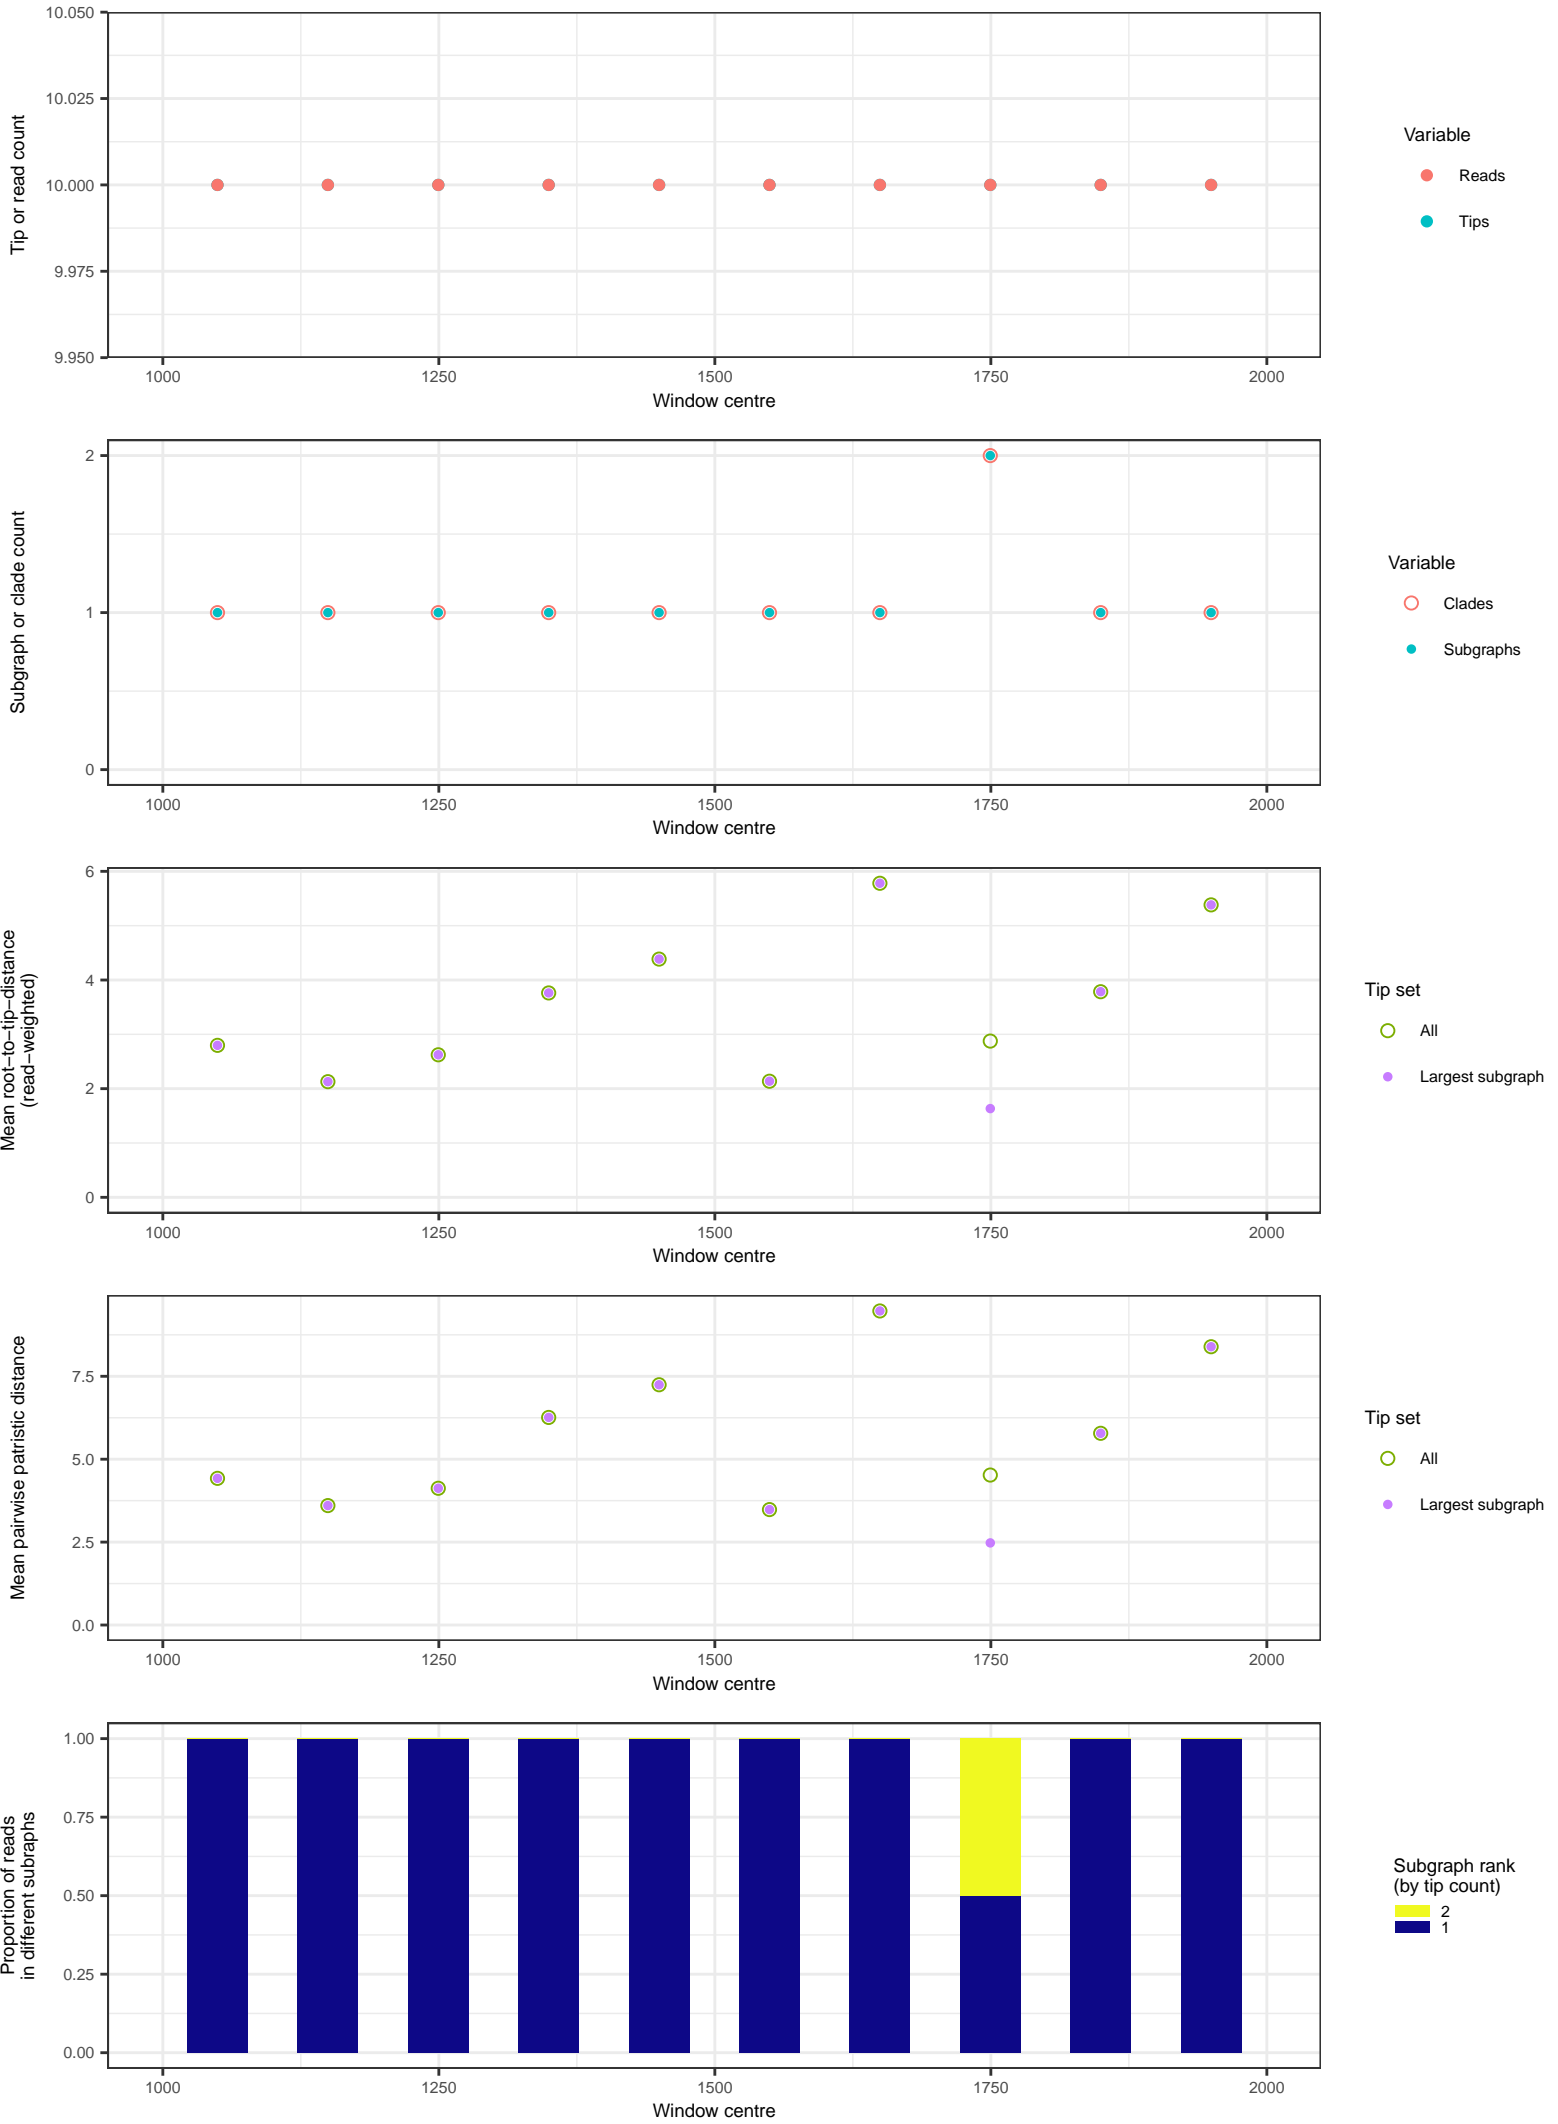 10.050
10.025
10.000
9.975
9.950
Tip or read count
1000 1250 1500 1750 2000
Window centre
Variable
Reads
Tips
2
1
0
Subgraph or clade count
1000 1250 1500 1750 2000
Window centre
Variable
Clades
Subgraphs
6
4
2
0
Mean root−to−tip−distance
(read−weighted)
1000 1250 1500 1750 2000
Window centre
Tip set
All
Largest subgraph
7.5
5.0
2.5
0.0
Mean pairwise patristic distance
1000 1250 1500 1750 2000
Window centre
Tip set
All
Largest subgraph
1.00
0.75
0.50
0.25
0.00
Proportion of reads
in different subraphs
1000 1250 1500 1750 2000
Window centre
Subgraph rank
(by tip count)
2
1